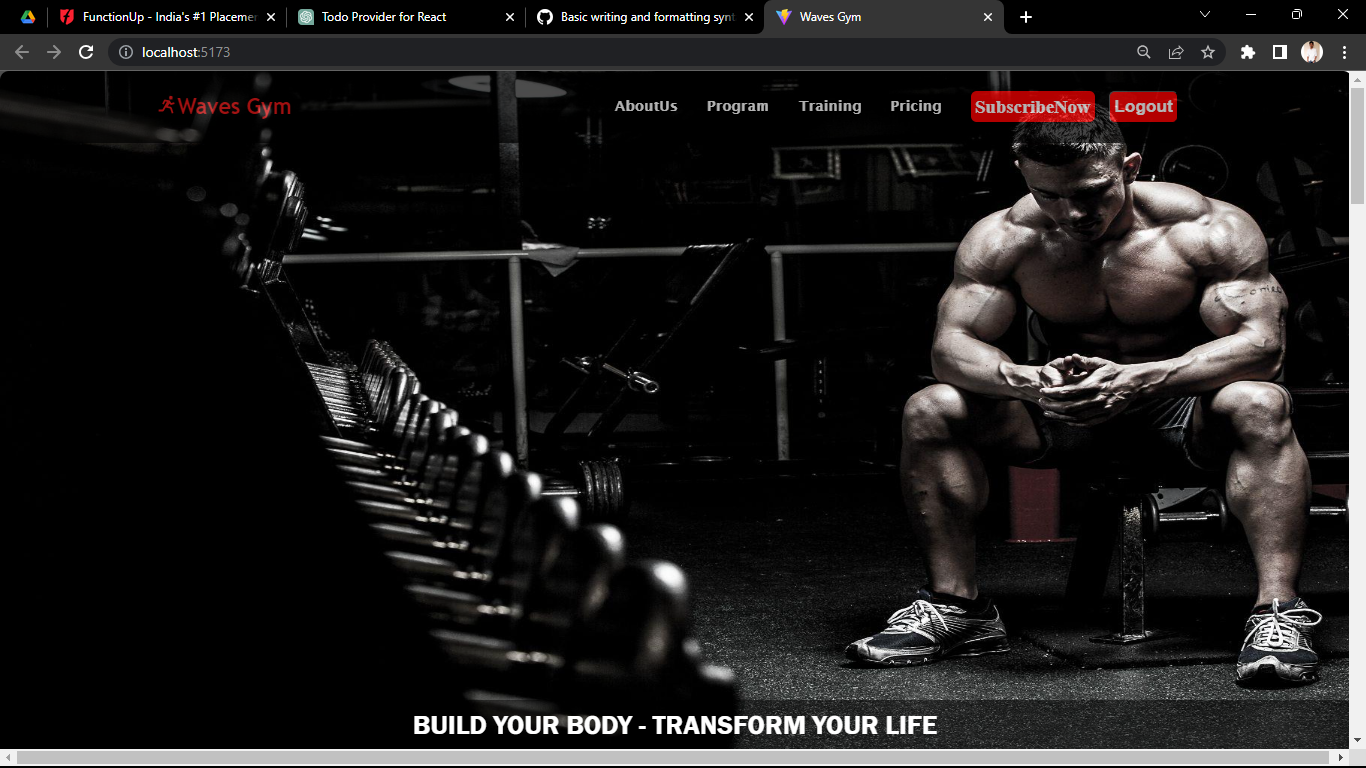 FunctionUp - India's #1 Placemen
Todo Provider for React
Basic writing and formatting synt
Waves Gym
localhost:5173
Waves Gym
AboutUs
Program
Training
Pricing
SubscribeNow
Logout
BUILD YOUR BODY - TRANSFORM YOUR LIFE